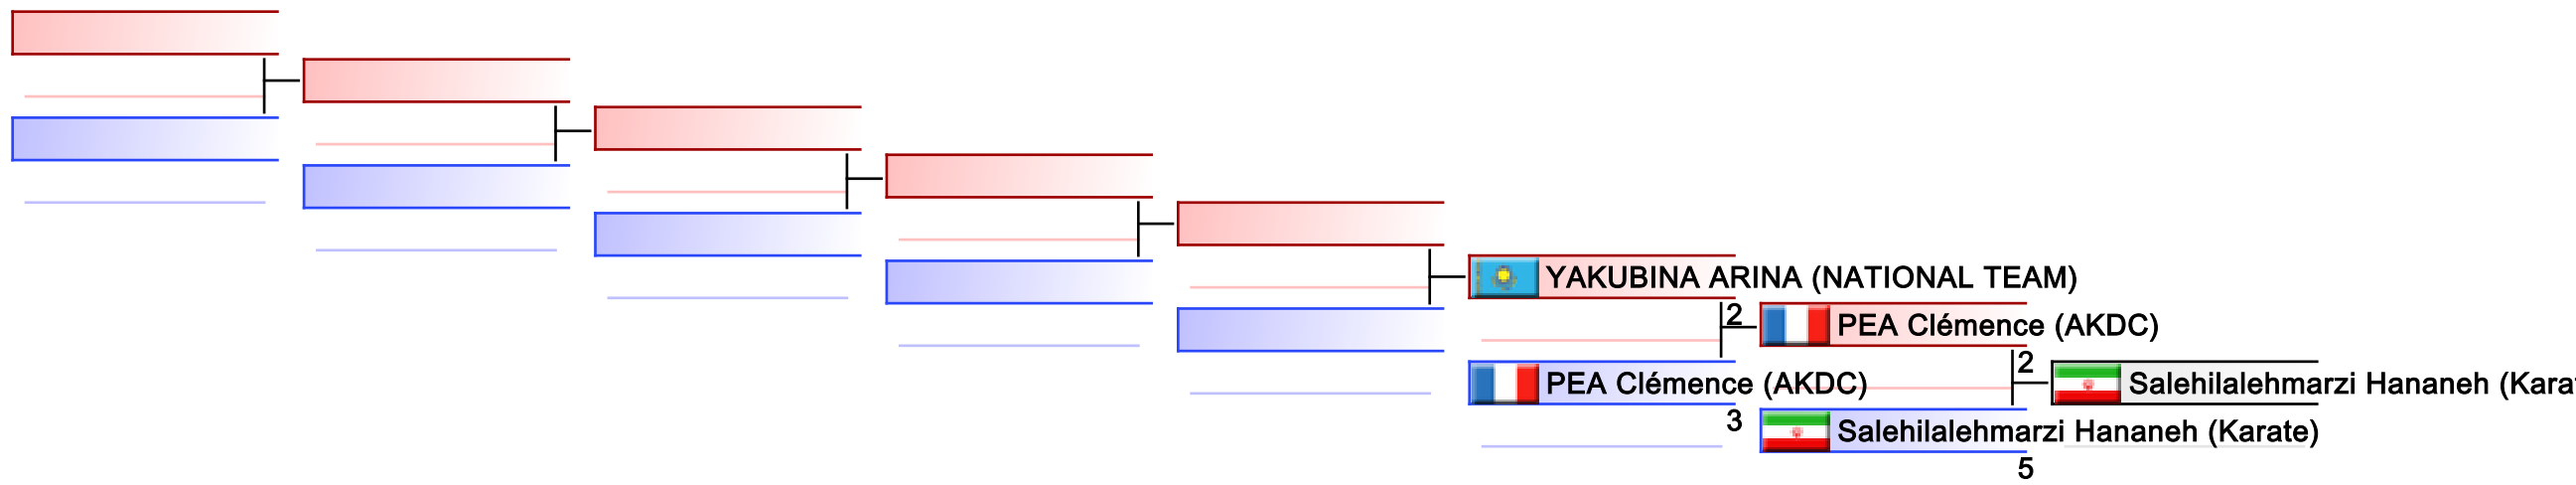 YAKUBINA ARINA (NATIONAL TEAM)
2
PEA Clémence (AKDC)
PEA Clémence (AKDC)
3
2
Salehilalehmarzi Hananeh (Karat
Salehilalehmarzi Hananeh (Karate)
5